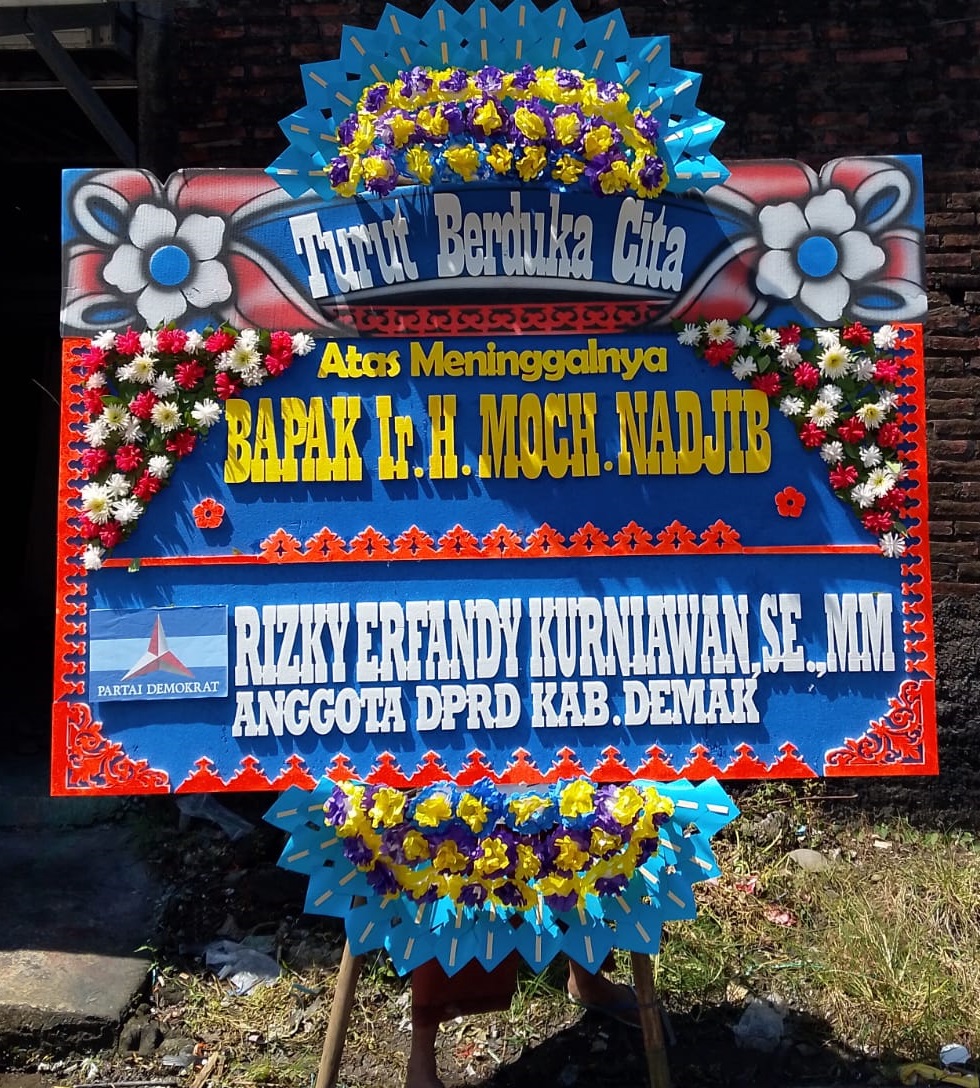 Turut Berduka Cita
Atas Meninggalnya
BAPAK Ir. H. MOCH. NADJIB
PARTAI DEMOKRAT
RIZKY ERFANDY KURNIAWAN, SE., MM
ANGGOTA DPRD KAB. DEMAK